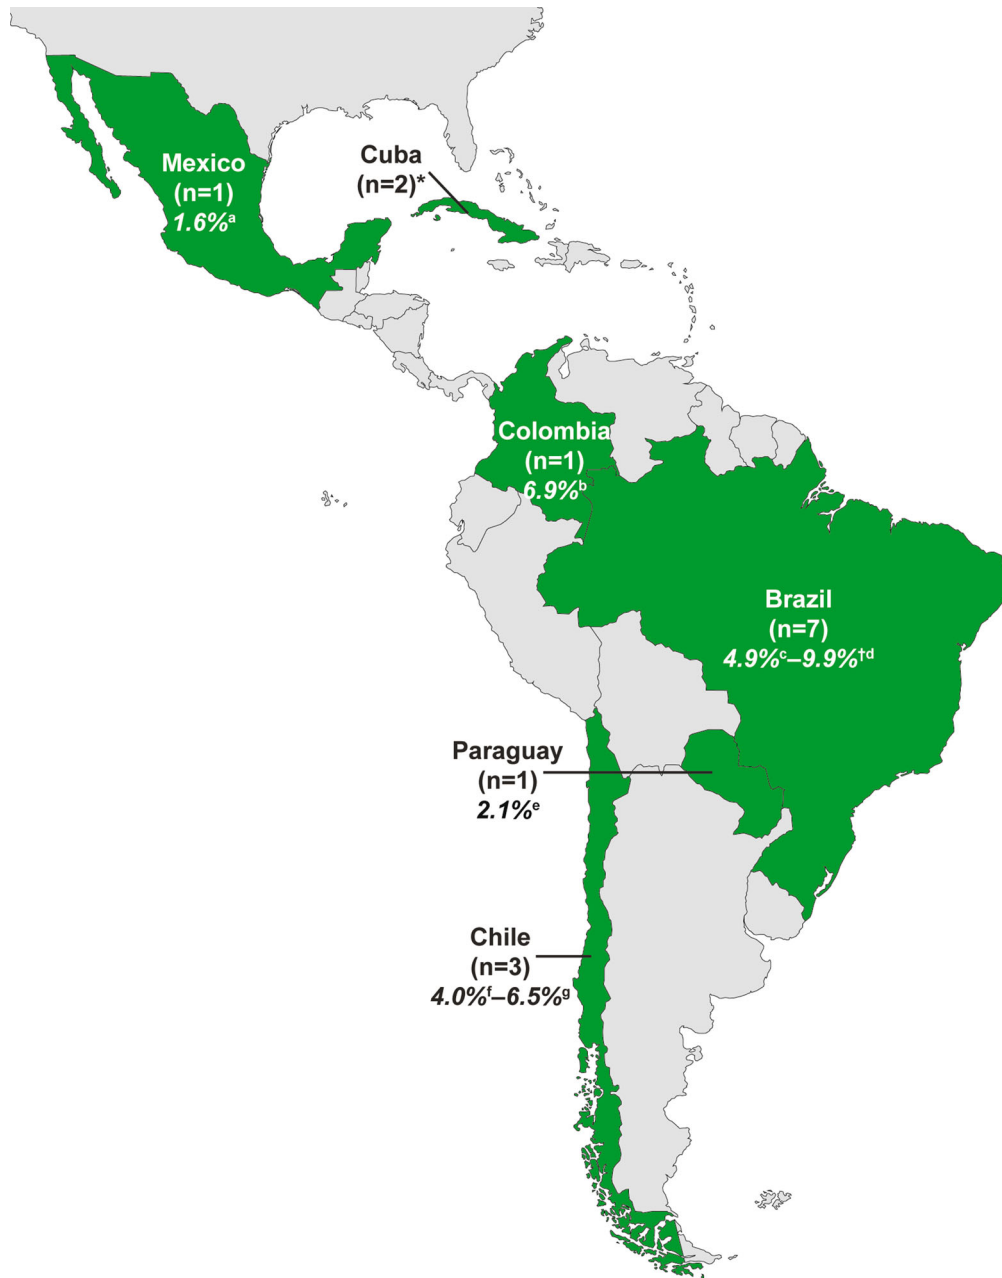 Mexico
(n=1)
1.6%ᵃ
Cuba
(n=2)*
Colombia
(n=1)
6.9%ᵇ
Brazil
(n=7)
4.9%ᶜ–9.9%†ᵈ
Paraguay
(n=1)
2.1%ᵉ
Chile
(n=3)
4.0%ᶠ–6.5%ᵍ